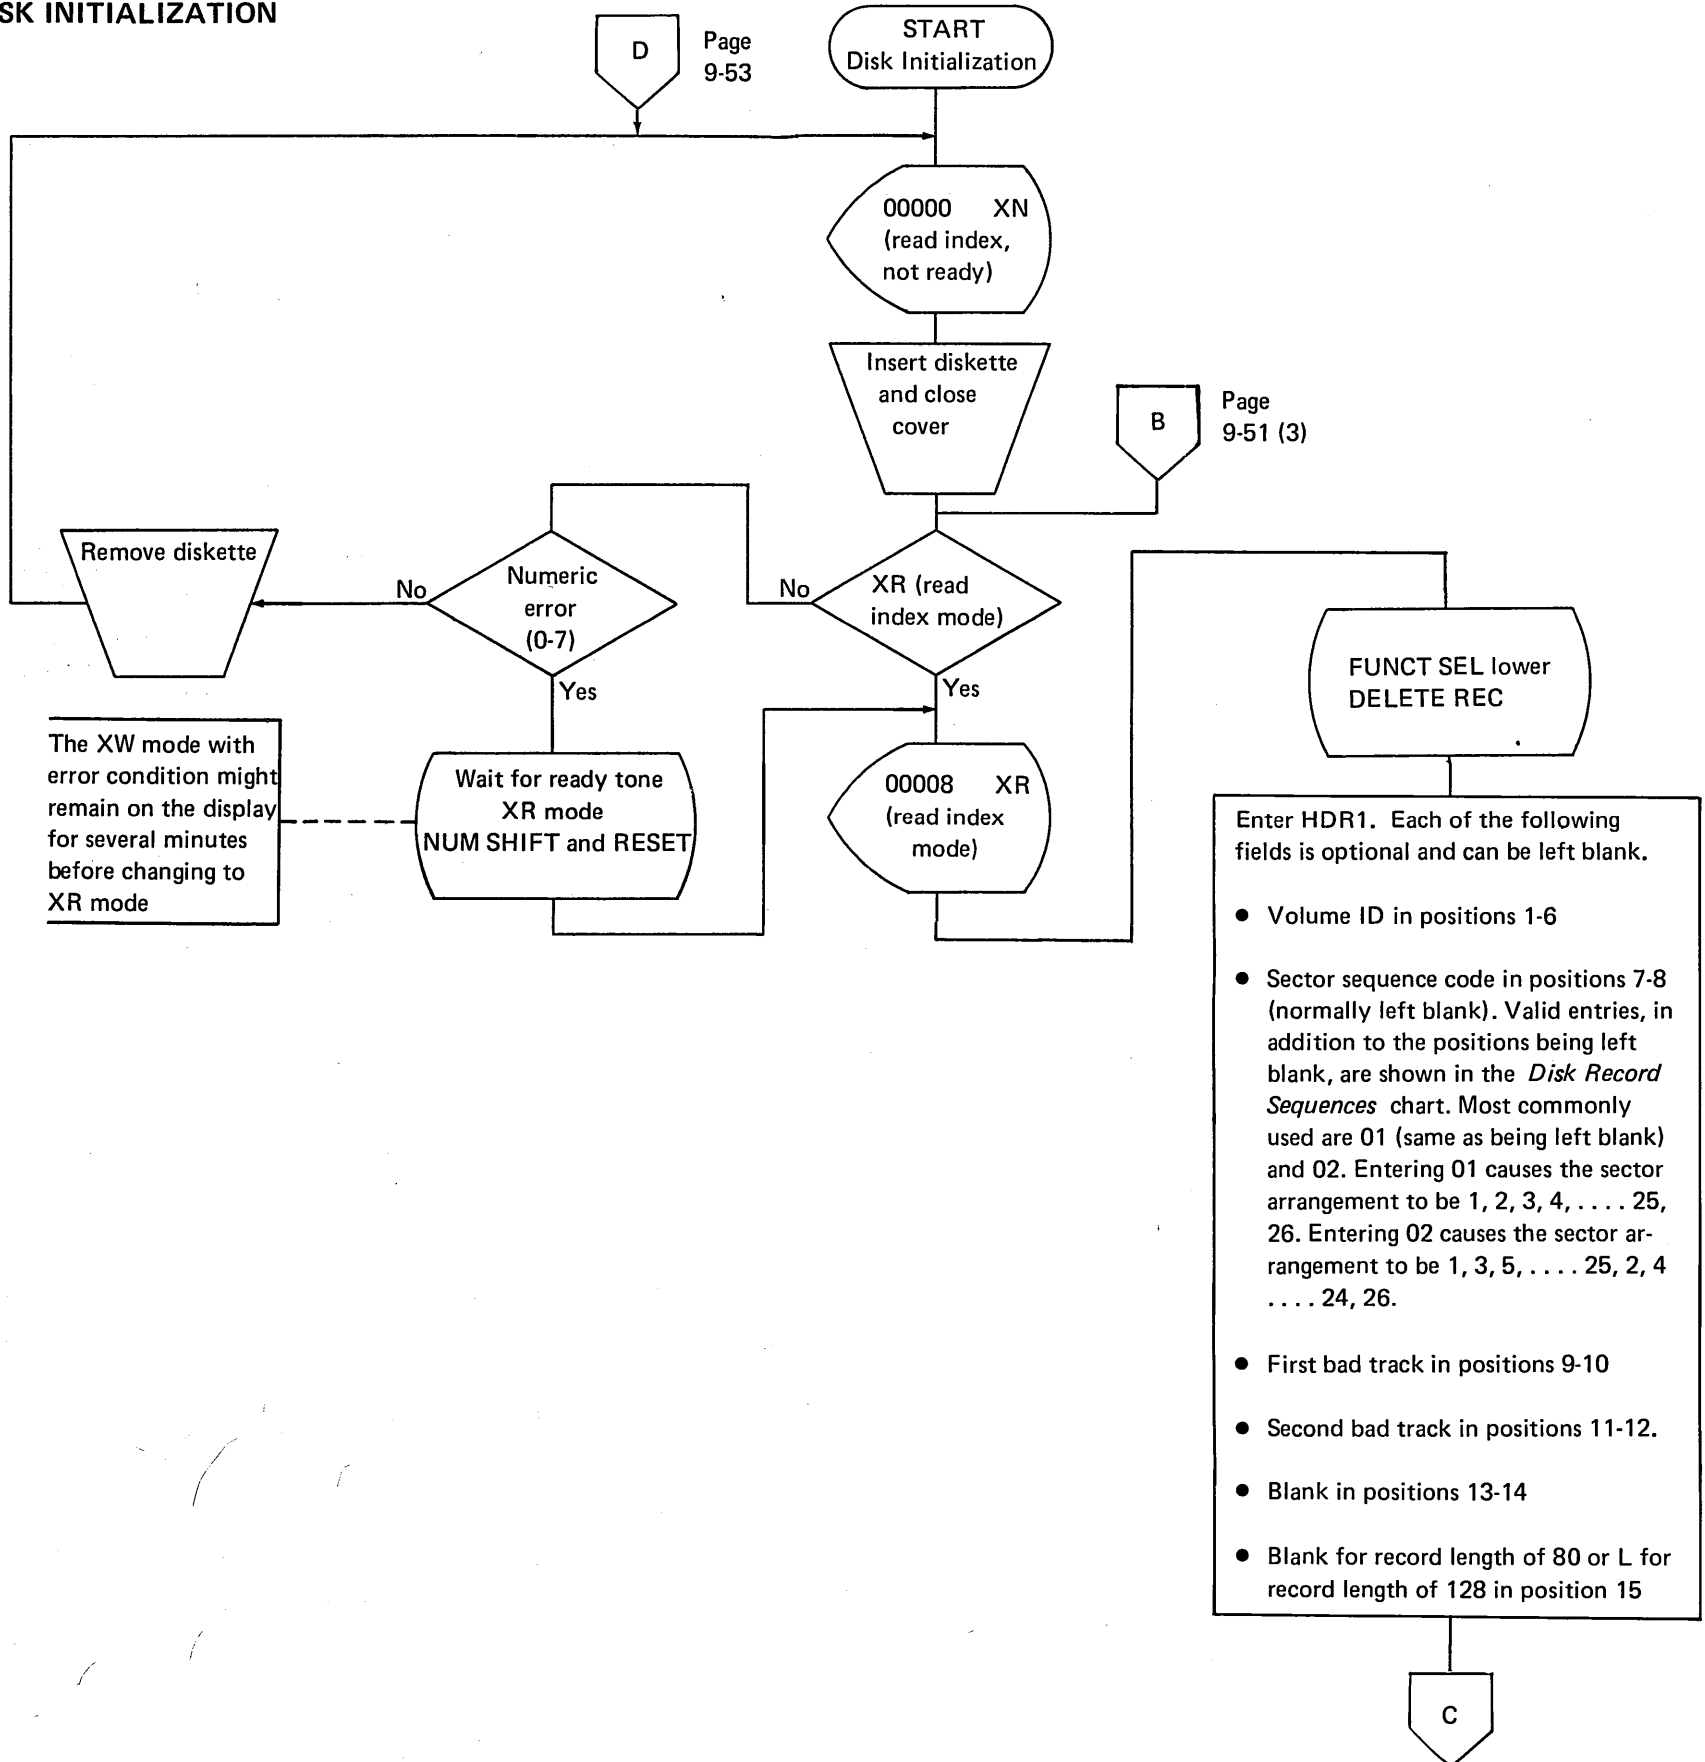 SK INITIALIZATION
D
Page
9-53
START
Disk Initialization
00000 XN
(read index,
not ready)
Insert diskette
and close
cover
B
Page
9-51 (3)
XR (read
index mode)
No
Yes
Numeric
error
(0-7)
No
Yes
Remove diskette
The XW mode with
error condition might
remain on the display
for several minutes
before changing to
XR mode
Wait for ready tone
XR mode
NUM SHIFT and RESET
00008 XR
(read index
mode)
FUNCT SEL lower
DELETE REC
Enter HDR1. Each of the following
fields is optional and can be left blank.
● Volume ID in positions 1-6
● Sector sequence code in positions 7-8
(normally left blank). Valid entries, in
addition to the positions being left
blank, are shown in the Disk Record
Sequences chart. Most commonly
used are 01 (same as being left blank)
and 02. Entering 01 causes the sector
arrangement to be 1, 2, 3, 4, . . . . 25,
26. Entering 02 causes the sector ar-
rangement to be 1, 3, 5, . . . . 25, 2, 4
. . . . 24, 26.
● First bad track in positions 9-10
● Second bad track in positions 11-12.
● Blank in positions 13-14
● Blank for record length of 80 or L for
record length of 128 in position 15
C